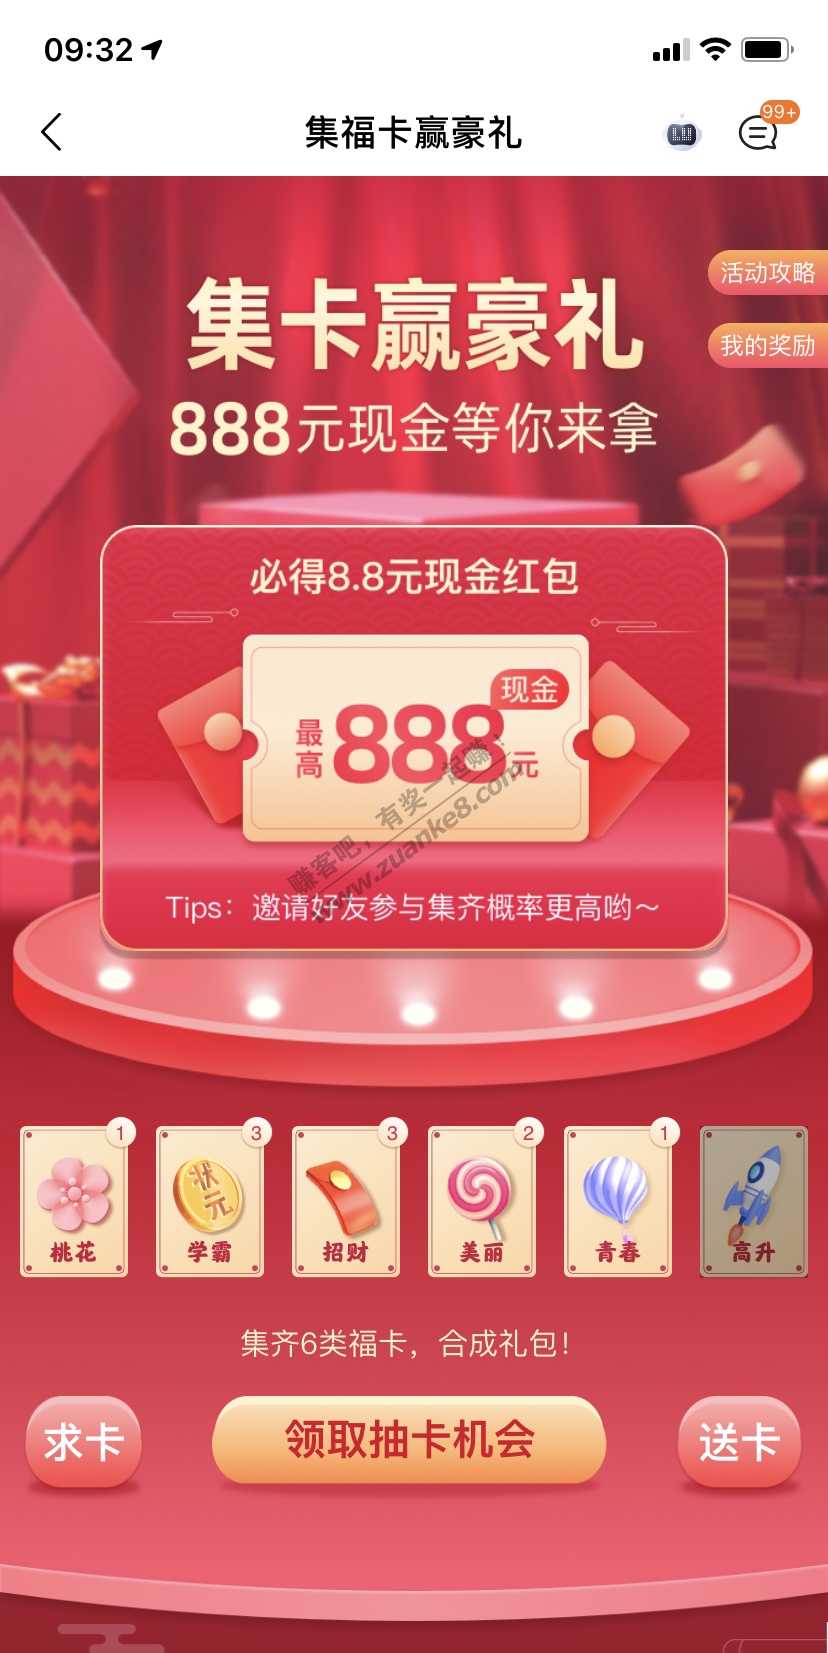 09:32
集福卡赢豪礼
99+
活动攻略
集卡赢豪礼
我的奖励
888元现金等你来拿
必得8.8元现金红包
现金
最高888元
赚客吧，有奖一起赚！
www.zuanke8.com
Tips：邀请好友参与集齐概率更高哟～
1 3 3 2 1
状元
桃花 学霸 招财 美丽 青春 高升
集齐6类福卡，合成礼包！
求卡 领取抽卡机会 送卡